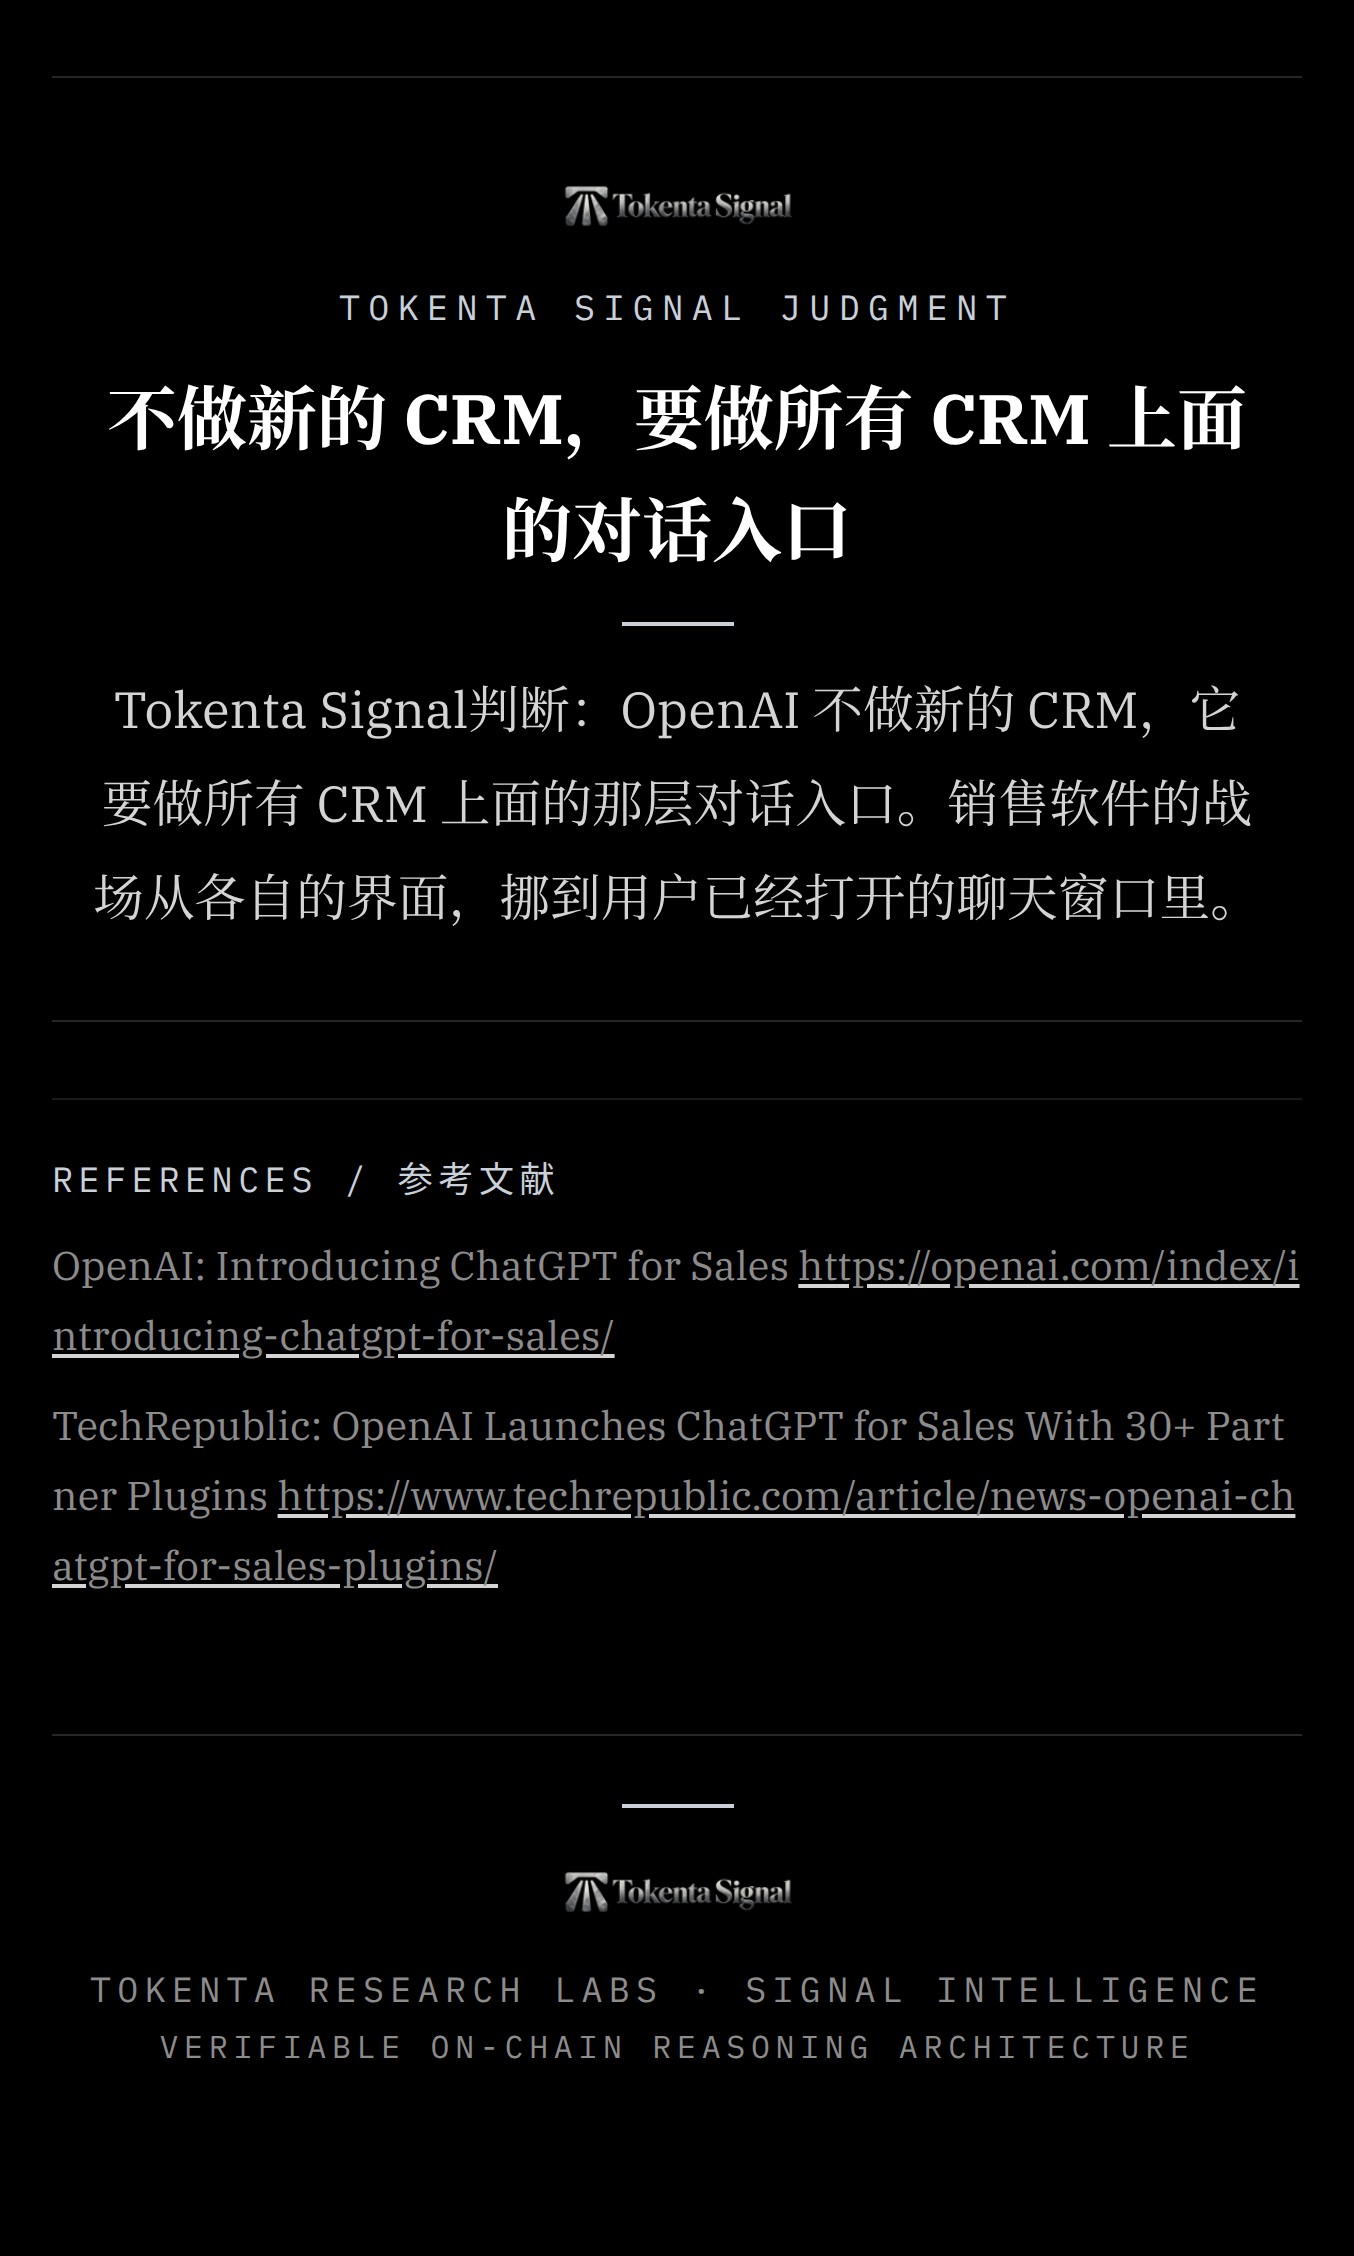 Tokenta Signal
TOKENTA SIGNAL JUDGMENT
不做新的 CRM，要做所有 CRM 上面
的对话入口
Tokenta Signal判断：OpenAI 不做新的 CRM，它
要做所有 CRM 上面的那层对话入口。销售软件的战
场从各自的界面，挪到用户已经打开的聊天窗口里。
REFERENCES / 参考文献
OpenAI: Introducing ChatGPT for Sales https://openai.com/index/i
ntroducing-chatgpt-for-sales/
TechRepublic: OpenAI Launches ChatGPT for Sales With 30+ Part
ner Plugins https://www.techrepublic.com/article/news-openai-ch
atgpt-for-sales-plugins/
Tokenta Signal
TOKENTA RESEARCH LABS · SIGNAL INTELLIGENCE
VERIFIABLE ON-CHAIN REASONING ARCHITECTURE